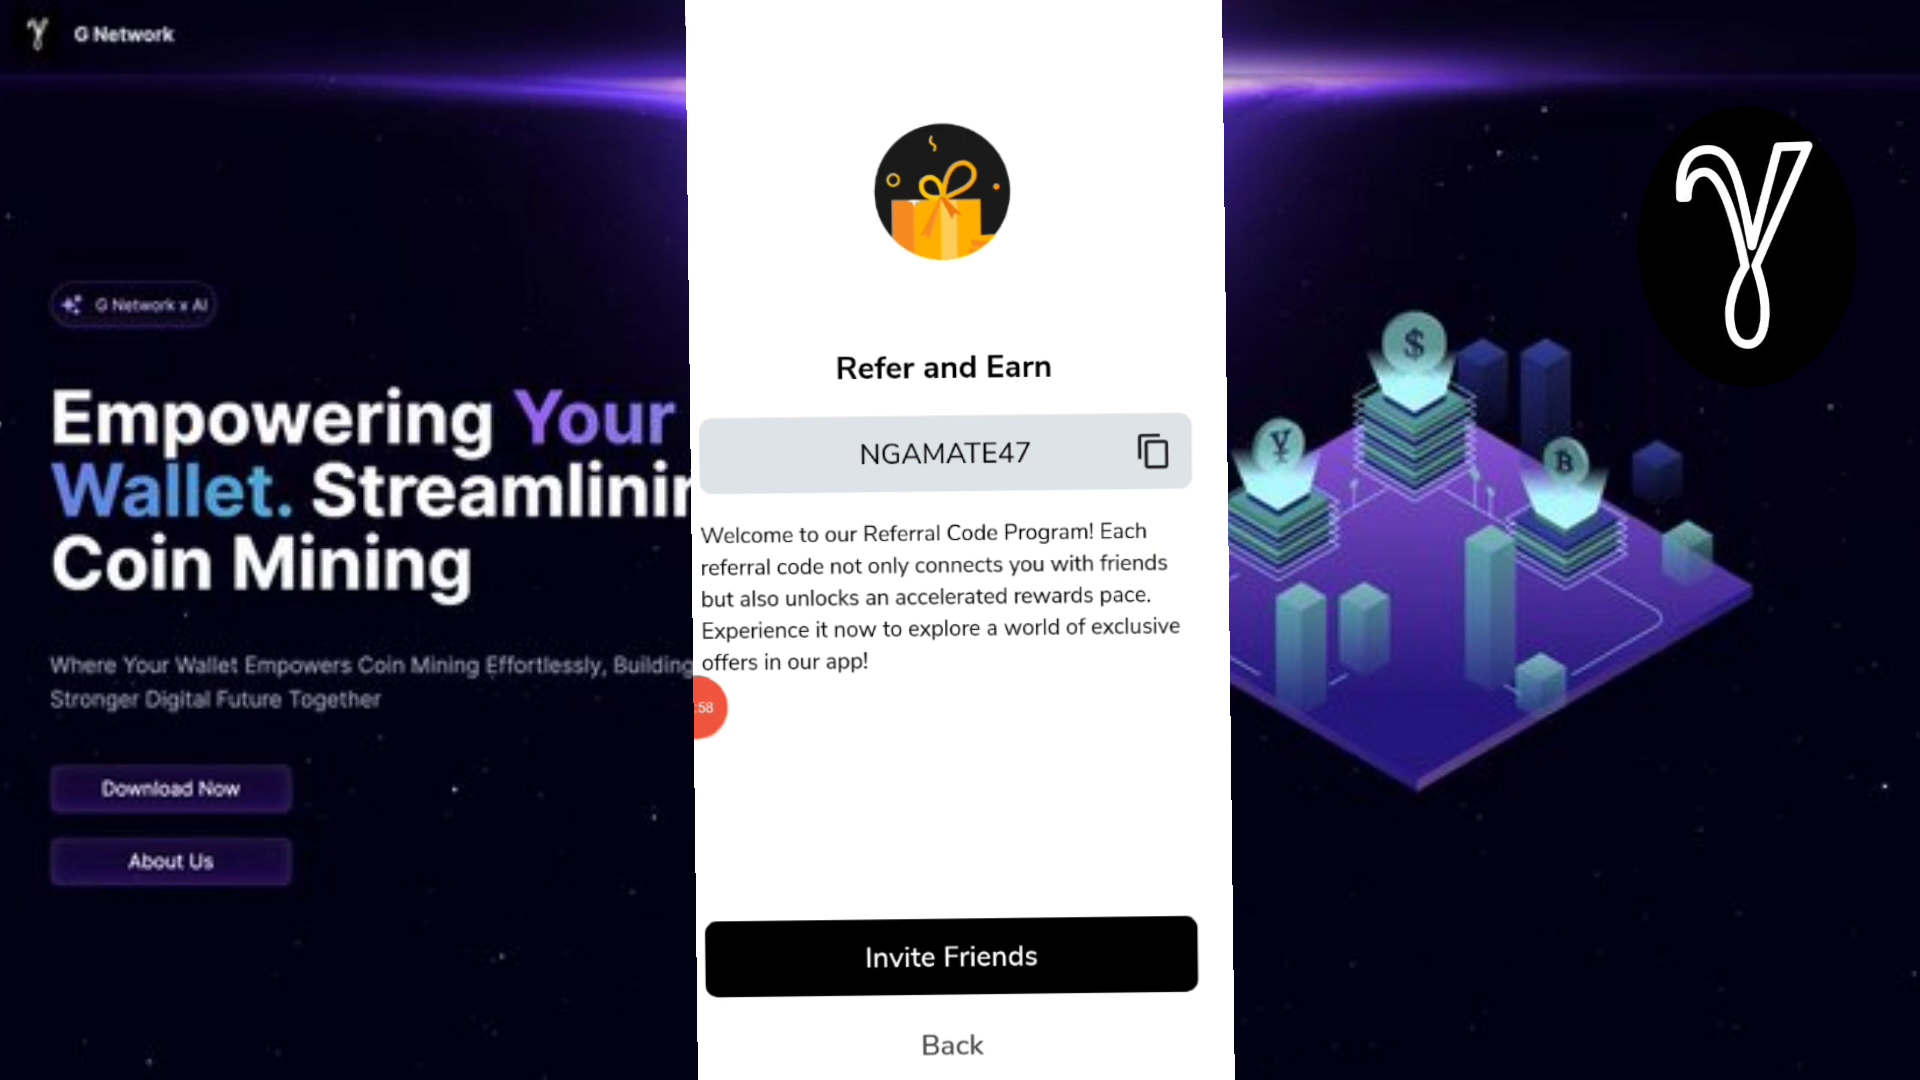 G Network
G Network x AI
Empowering Your
Wallet. Streamlinin
Coin Mining
Where Your Wallet Empowers Coin Mining Effortlessly, Building
Stronger Digital Future Together
Download Now
About Us
Refer and Earn
NGAMATE47
Welcome to our Referral Code Program! Each
referral code not only connects you with friends
but also unlocks an accelerated rewards pace.
Experience it now to explore a world of exclusive
offers in our app!
:58
Invite Friends
Back
$
¥
B
γ